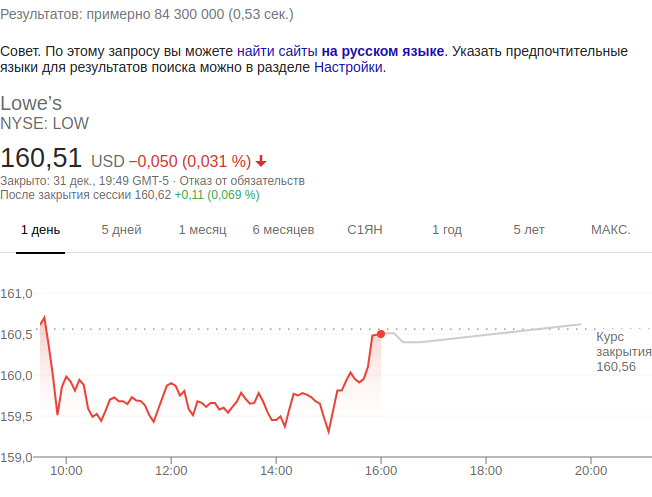 Результатов: примерно 84 300 000 (0,53 сек.)
Совет. По этому запросу вы можете найти сайты на русском языке. Указать предпочтительные
языки для результатов поиска можно в разделе Настройки.
Lowe’s
NYSE: LOW
160,51 USD −0,050 (0,031 %)
Закрыто: 31 дек., 19:49 GMT-5 · Отказ от обязательств
После закрытия сессии 160,62 +0,11 (0,069 %)
1 день 5 дней 1 месяц 6 месяцев С1ЯН 1 год 5 лет МАКС.
161,0
160,5
160,0
159,5
159,0
Курс
закрытия
160,56
10:00 12:00 14:00 16:00 18:00 20:00